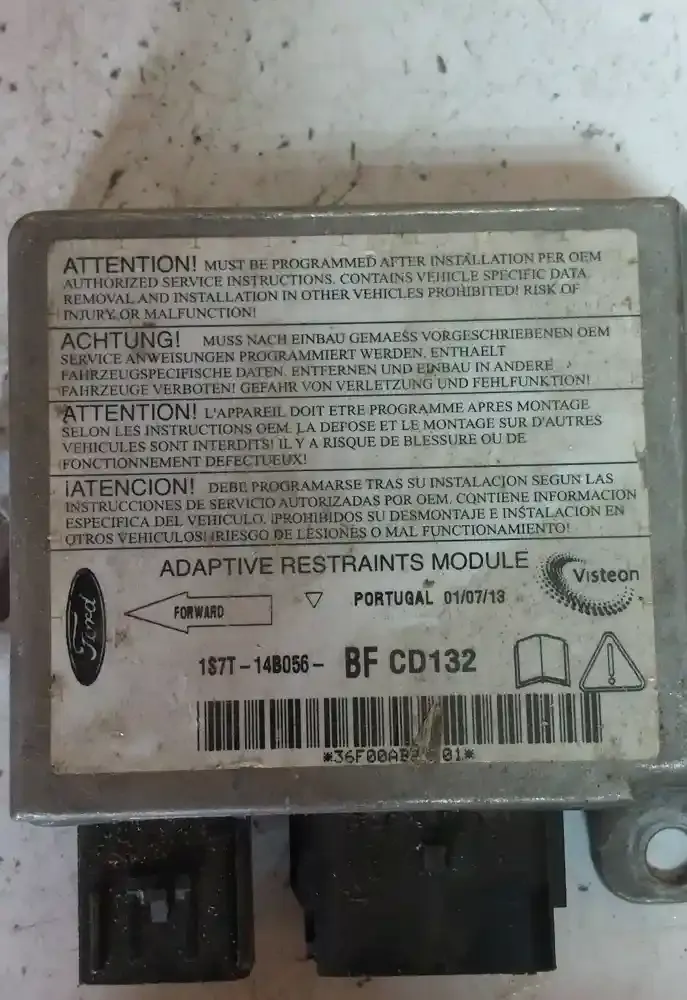 ATTENTION! MUST BE PROGRAMMED AFTER INSTALLATION PER OEM
AUTHORIZED SERVICE INSTRUCTIONS. CONTAINS VEHICLE SPECIFIC DATA
REMOVAL AND INSTALLATION IN OTHER VEHICLES PROHIBITED! RISK OF
INJURY OR MALFUNCTION!
ACHTUNG! MUSS NACH EINBAU GEMAESS VORGESCHRIEBENEN OEM
SERVICE ANWEISUNGEN PROGRAMMIERT WERDEN. ENTHAELT
FAHRZEUGSPEZIFISCHE DATEN. ENTFERNEN UND EINBAU IN ANDERE
FAHRZEUGE VERBOTEN! GEFAHR VON VERLETZUNG UND FEHLFUNKTION!
ATTENTION! L'APPAREIL DOIT ETRE PROGRAMME APRES MONTAGE
SELON LES INSTRUCTIONS OEM. LA DEPOSE ET LE MONTAGE SUR D'AUTRES
VEHICULES SONT INTERDITS! IL Y A RISQUE DE BLESSURE OU DE
FONCTIONNEMENT DEFECTUEUX!
¡ATENCION! DEBE PROGRAMARSE TRAS SU INSTALACION SEGUN LAS
INSTRUCCIONES DE SERVICIO AUTORIZADAS POR OEM. CONTIENE INFORMACION
ESPECIFICA DEL VEHICULO. ¡PROHIBIDOS SU DESMONTAJE E INSTALACION EN
OTROS VEHICULOS! ¡RIESGO DE LESIONES O MAL FUNCTIONAMIENTO!
ADAPTIVE RESTRAINTS MODULE
Visteon
Ford
FORWARD
PORTUGAL 01/07/13
1S7T-14B056- BF CD132